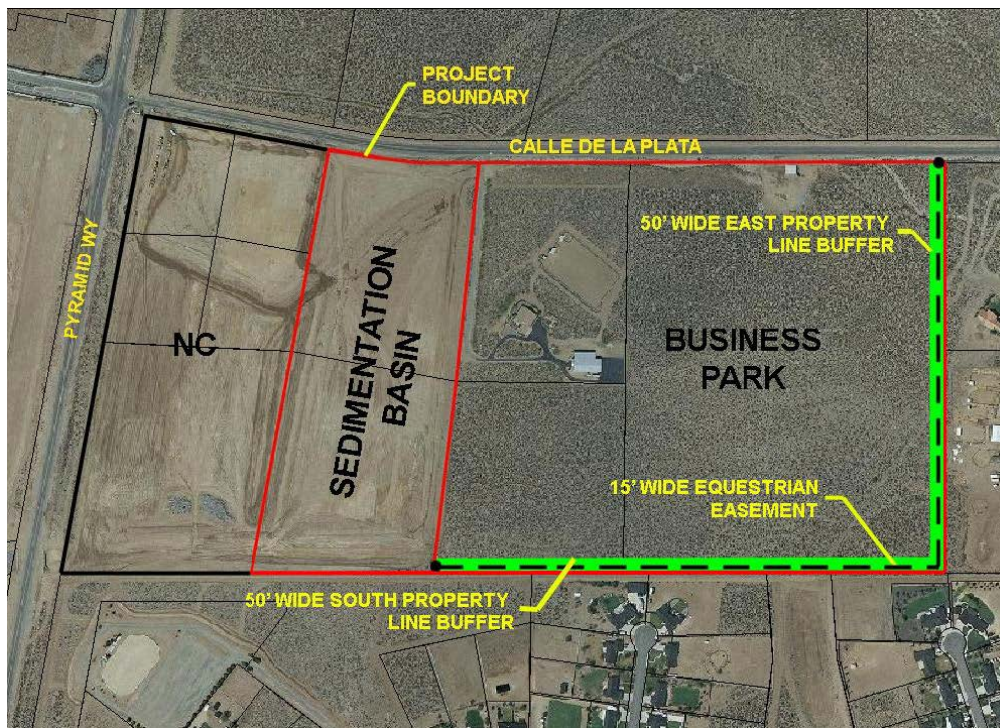 PROJECT
BOUNDARY
CALLE DE LA PLATA
50' WIDE EAST PROPERTY
LINE BUFFER
PYRAMID WY
NC
SEDIMENTATION
BASIN
BUSINESS
PARK
15' WIDE EQUESTRIAN
EASEMENT
50' WIDE SOUTH PROPERTY
LINE BUFFER